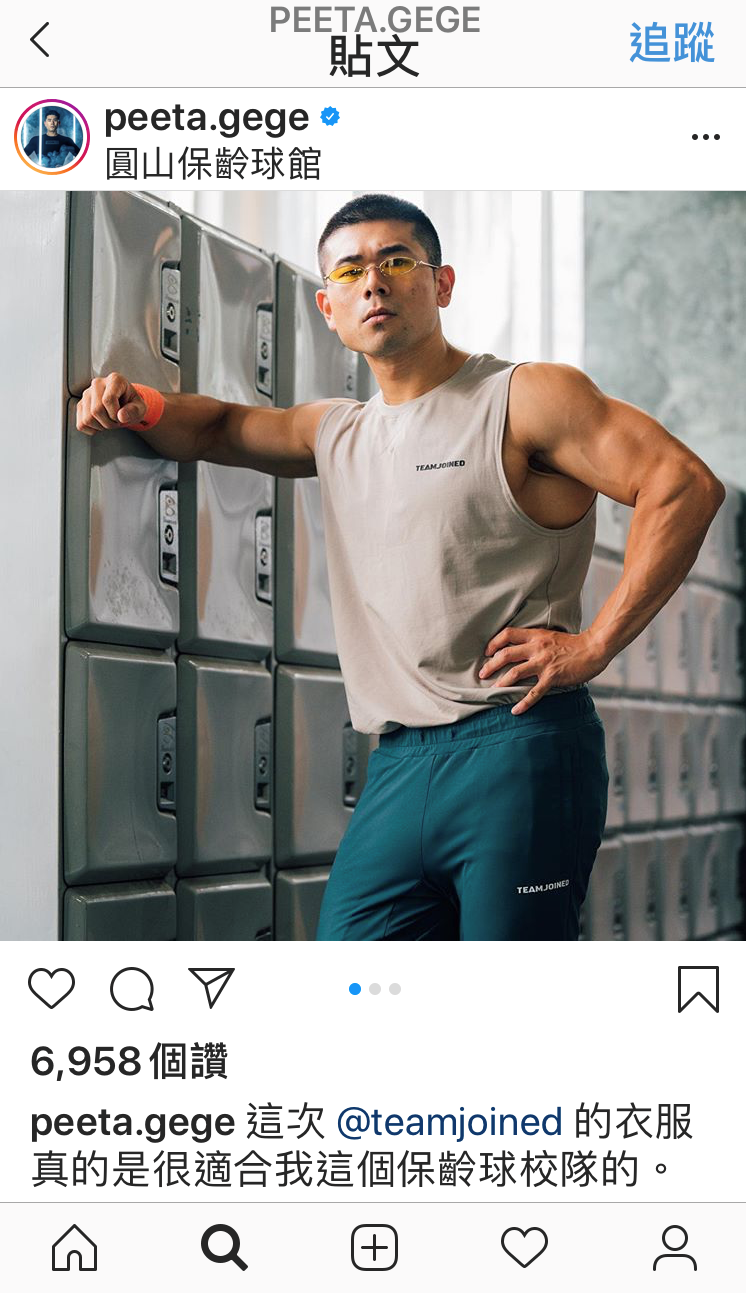 PEETA.GEGE
貼文
追蹤
peeta.gege
圓山保齡球館
TEAMJOINED
TEAMJOINED
6,958 個讚
peeta.gege 這次 @teamjoined 的衣服
真的是很適合我這個保齡球校隊的。